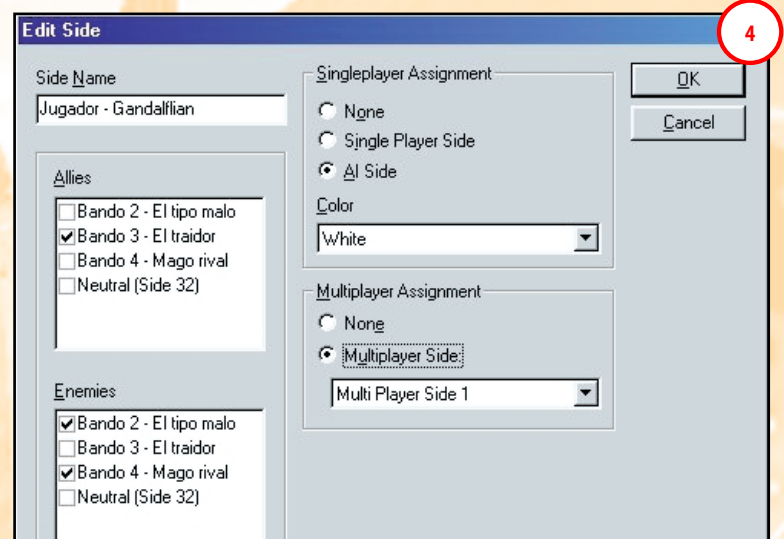 Edit Side
4
Side Name
Jugador - Gandalflian
Allies
Bando 2 - El tipo malo
Bando 3 - El traidor
Bando 4 - Mago rival
Neutral (Side 32)
Enemies
Bando 2 - El tipo malo
Bando 3 - El traidor
Bando 4 - Mago rival
Neutral (Side 32)
Singleplayer Assignment
None
Single Player Side
AI Side
Color
White
Multiplayer Assignment
None
Multiplayer Side:
Multi Player Side 1
OK
Cancel